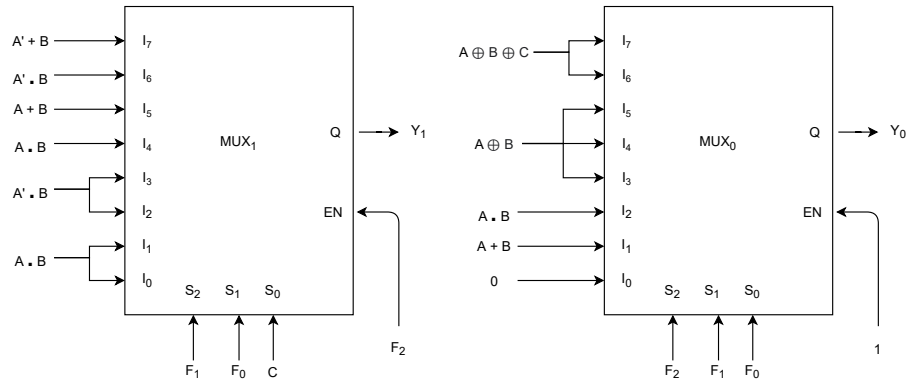 A' + B
I7
A' . B
I6
A + B
I5
A . B
I4
A' . B
I3
I2
A . B
I1
I0
MUX1
Q
Y1
EN
S2 S1 S0
F1 F0 C
F2
A ⊕ B ⊕ C
I7
I6
A ⊕ B
I5
I4
I3
A . B
I2
A + B
I1
0
I0
MUX0
Q
Y0
EN
S2 S1 S0
F2 F1 F0
1